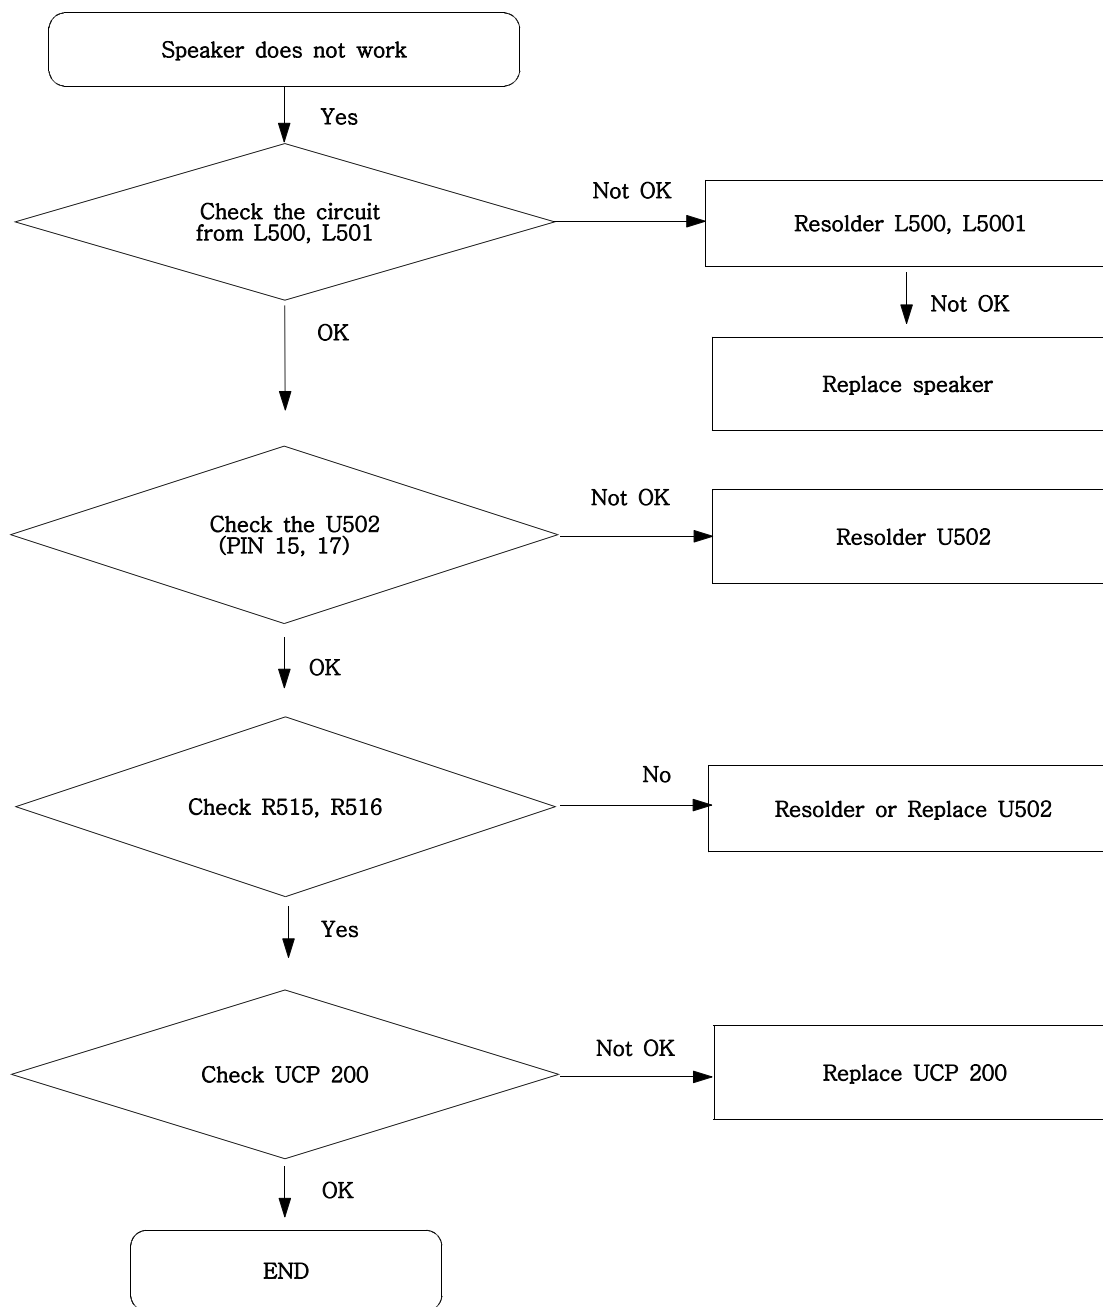 Speaker does not work
Yes
Check the circuit
from L500, L501
Not OK
Resolder L500, L5001
Not OK
OK
Replace speaker
Check the U502
(PIN 15, 17)
Not OK
Resolder U502
OK
Check R515, R516
No
Resolder or Replace U502
Yes
Check UCP 200
Not OK
Replace UCP 200
OK
END